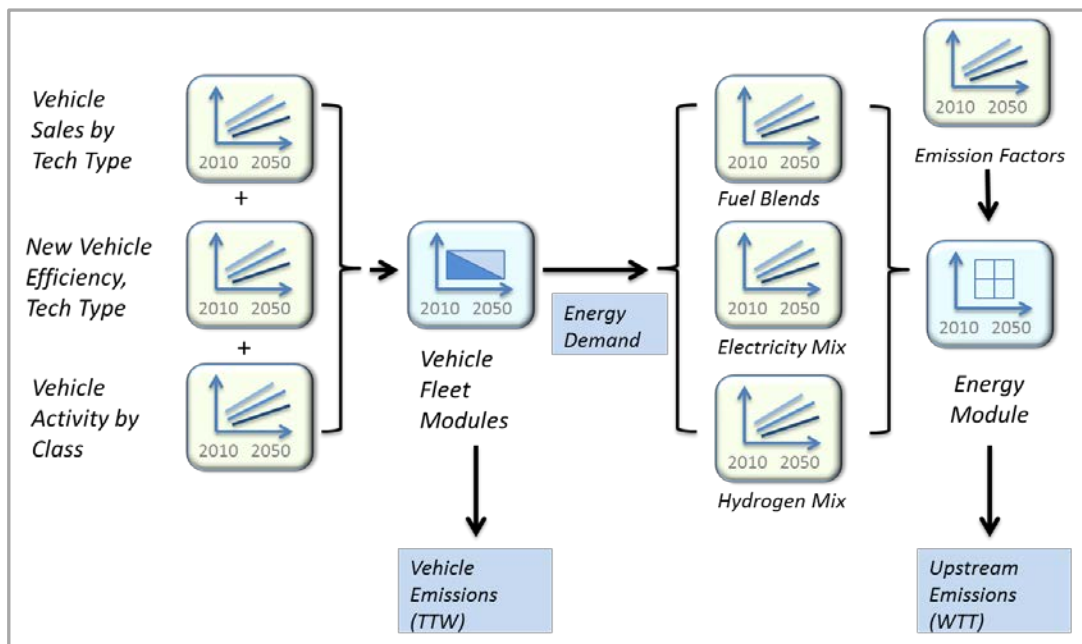 Vehicle
Sales by
Tech Type
2010 2050
+
New Vehicle
Efficiency,
Tech Type
2010 2050
+
Vehicle
Activity by
Class
2010 2050
2010 2050
Vehicle
Fleet
Modules
Vehicle
Emissions
(TTW)
Energy
Demand
2010 2050
Fuel Blends
2010 2050
Electricity Mix
2010 2050
Hydrogen Mix
2010 2050
Emission Factors
2010 2050
Energy
Module
Upstream
Emissions
(WTT)